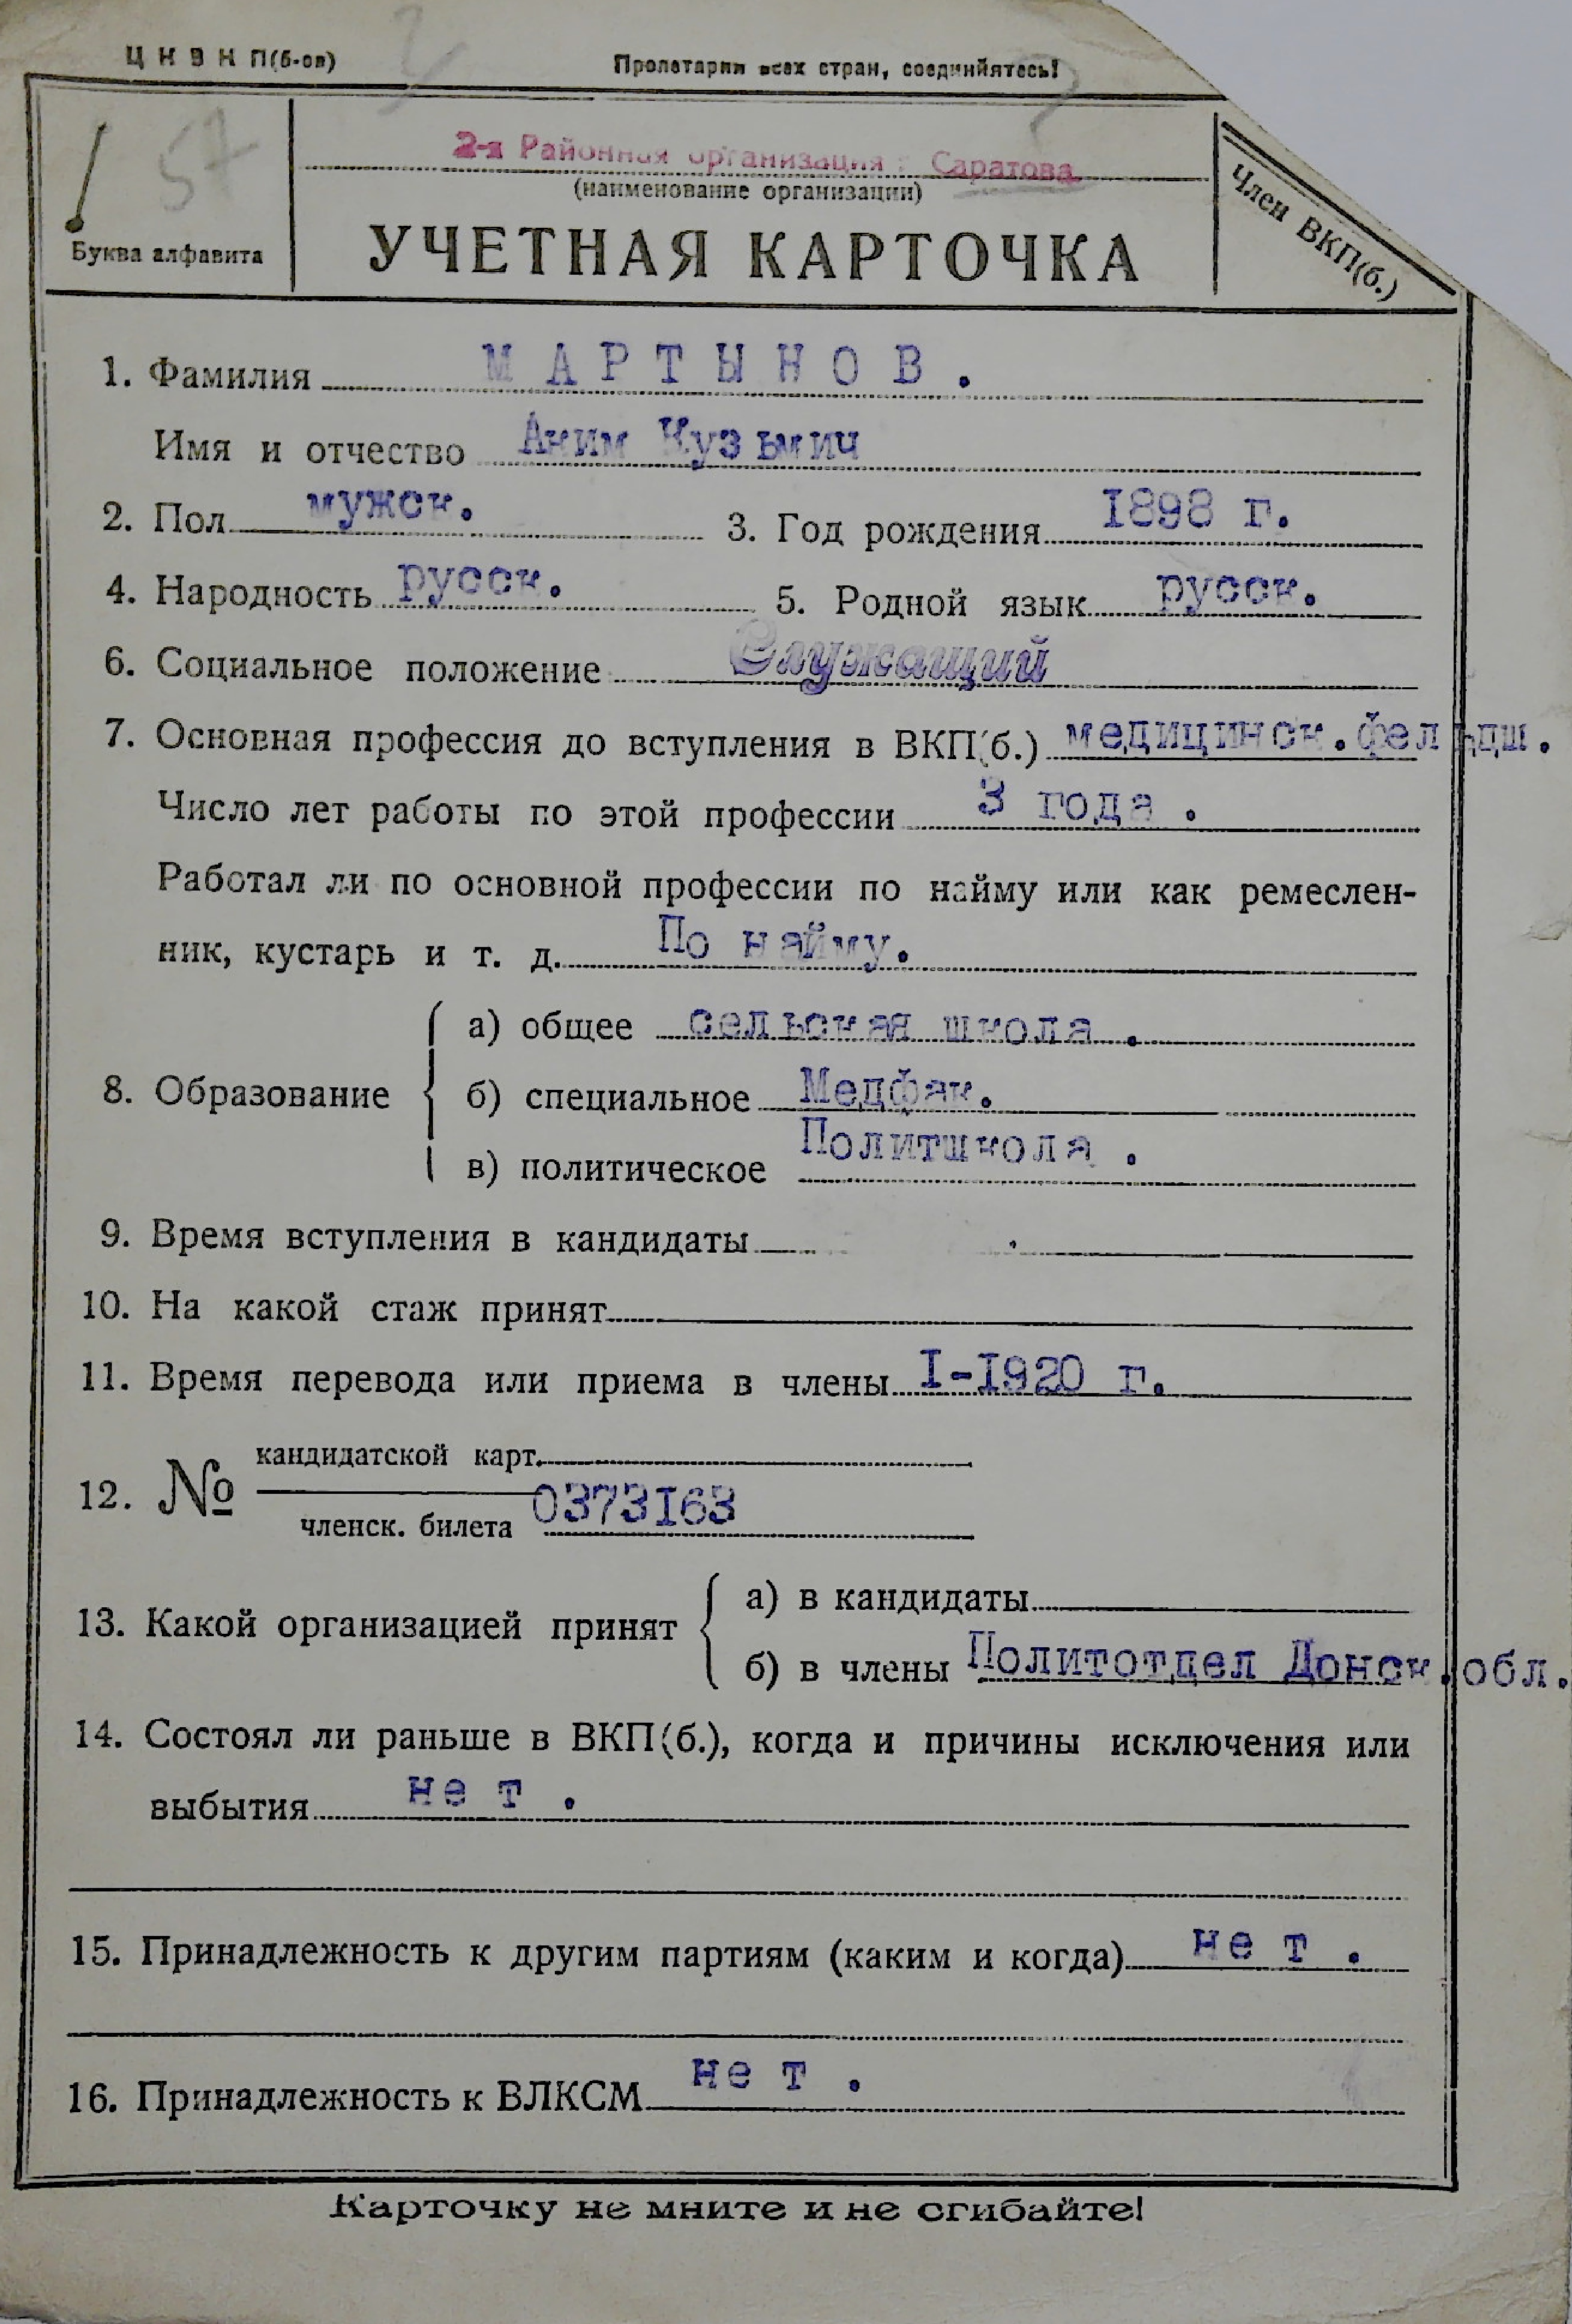 Ц К В К П(б-ов)
Пролетарии всех стран, соединяйтесь!
57
2-я Районная организация г. Саратова
(наименование организации)
Буква алфавита
УЧЕТНАЯ КАРТОЧКА
Член ВКП(б.)
1. Фамилия МАРТЫНОВ.
Имя и отчество Аким Кузьмич
2. Пол мужск. 3. Год рождения 1898 г.
4. Народность русск. 5. Родной язык русск.
6. Социальное положение Служащий
7. Основная профессия до вступления в ВКП(б.) медицинск.фельдш.
Число лет работы по этой профессии 3 года .
Работал ли по основной профессии по найму или как ремеслен-
ник, кустарь и т. д. По найму.
8. Образование
а) общее сельская школа .
б) специальное Медфак.
в) политическое Политшкола .
9. Время вступления в кандидаты
10. На какой стаж принят
11. Время перевода или приема в члены I-I920 г.
12. №
кандидатской карт.
членск. билета 0373I63
13. Какой организацией принят
а) в кандидаты
б) в члены Политотдел Донск.обл.
14. Состоял ли раньше в ВКП(б.), когда и причины исключения или
выбытия нет .
15. Принадлежность к другим партиям (каким и когда) нет .
16. Принадлежность к ВЛКСМ нет .
Карточку не мните и не сгибайте!